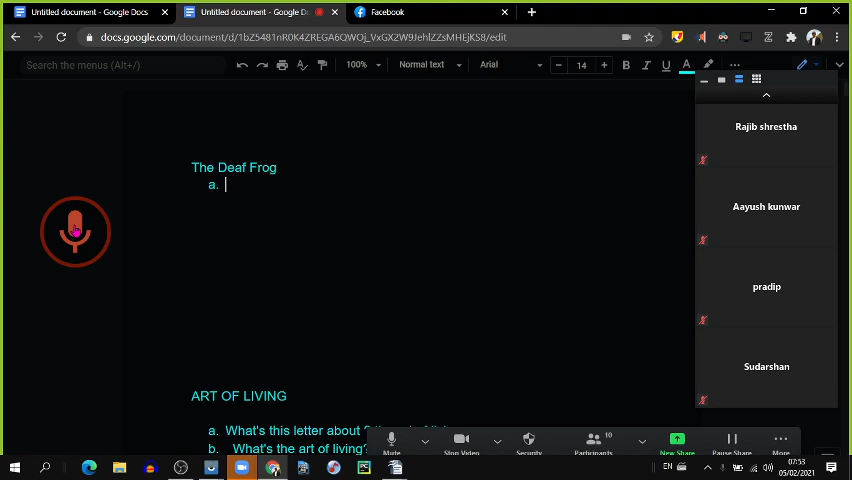 Untitled document - Google Docs
Untitled document - Google D
Facebook
docs.google.com/document/d/1bZ5481nR0K4ZREGA6QWOj_VxGX2W9JehlZZsMHEjKS8/edit
Search the menus (Alt+/)
100%
Normal text
Arial
14
B
I
U
A
Rajib shrestha
Aayush kunwar
pradip
Sudarshan
The Deaf Frog
a.
ART OF LIVING
a. What's this letter about
b. What's the art of living?
Mute
Stop Video
Security
Participants
10
New Share
Pause Share
More
EN
07:53
05/02/2021